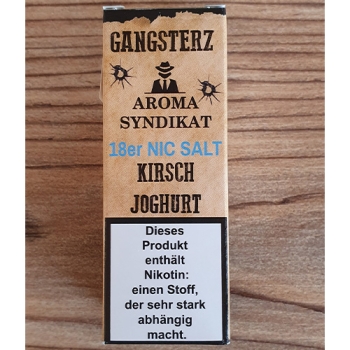 GANGSTERZ
AROMA
SYNDIKAT
18er NIC SALT
KIRSCH
JOGHURT
Dieses
Produkt
enthält
Nikotin:
einen Stoff,
der sehr stark
abhängig
macht.